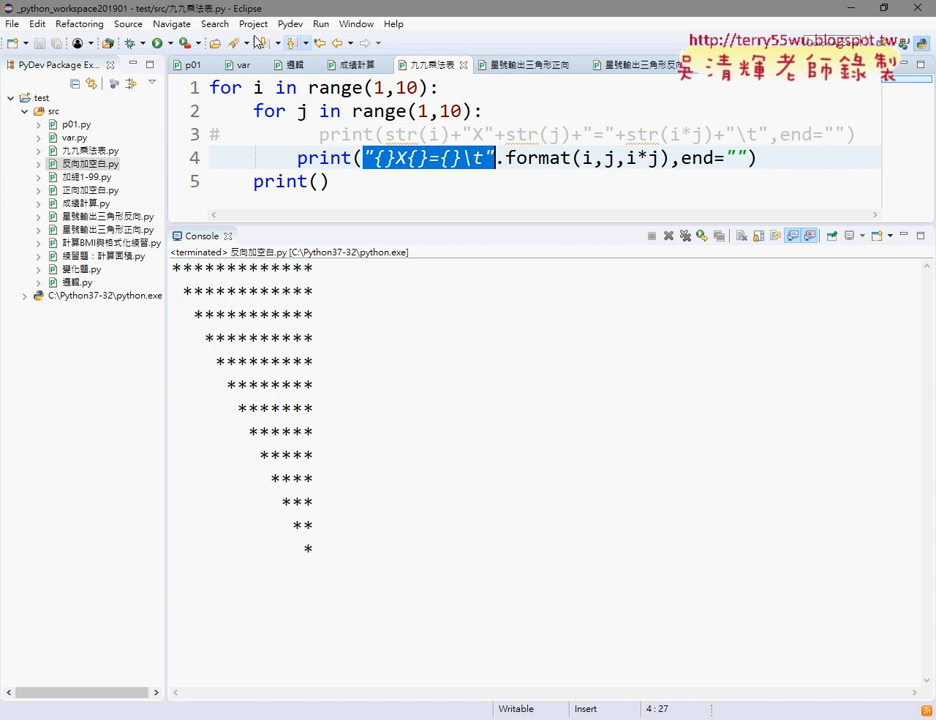 _python_workspace201901 - test/src/九九乘法表.py - Eclipse
File Edit Refactoring Source Navigate Search Project Pydev Run Window Help
http://terry55wu.blogspot.tw
吳清輝老師錄製
PyDev Package Ex...
p01 var 邏輯 成績計算 九九乘法表 星號輸出三角形正向 星號輸出三角形反向
test
src
p01.py
var.py
九九乘法表.py
反向加空白.py
加總1-99.py
正向加空白.py
成績計算.py
星號輸出三角形反向.py
星號輸出三角形正向.py
計算BMI與格式化練習.py
練習題：計算面積.py
變化題.py
邏輯.py
C:\Python37-32\python.exe
1 for i in range(1,10):
2 for j in range(1,10):
3 # print(str(i)+"X"+str(j)+"="+str(i*j)+"\t",end="")
4 print("{}X{}={}\t".format(i,j,i*j),end="")
5 print()
Console
<terminated> 反向加空白.py [C:\Python37-32\python.exe]
*************
************
***********
**********
*********
********
*******
******
*****
****
***
**
*
Writable Insert 4 : 27